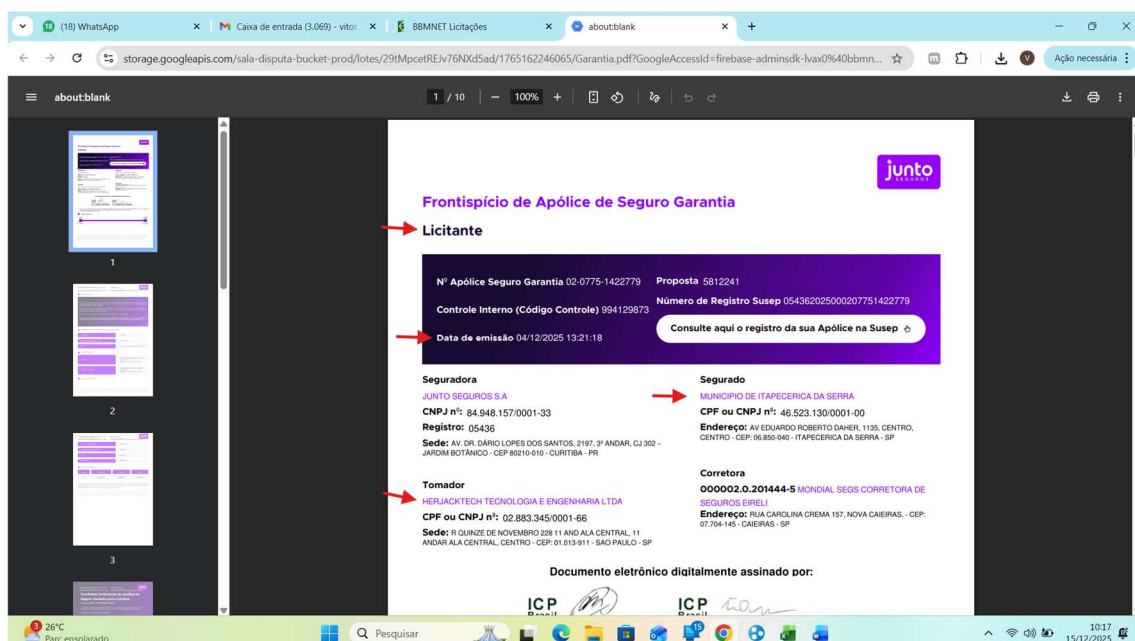 (18) WhatsApp
Caixa de entrada (3.069) - vitor
BBMNET Licitações
about:blank
storage.googleapis.com/sala-disputa-bucket-prod/lotes/29tMpcetREJv76NXd5ad/1765162246065/Garantia.pdf?GoogleAccessId=firebase-adminsdk-lvax0%40bbmn...
Ação necessária
about:blank
1 / 10
100%
junto
SEGUROS
Frontispício de Apólice de Seguro Garantia
Licitante
Nº Apólice Seguro Garantia 02-0775-1422779
Controle Interno (Código Controle) 994129873
Data de emissão 04/12/2025 13:21:18
Proposta 5812241
Número de Registro Susep 054362025000207751422779
Consulte aqui o registro da sua Apólice na Susep
Seguradora
JUNTO SEGUROS S.A
CNPJ nº: 84.948.157/0001-33
Registro: 05436
Sede: AV. DR. DÁRIO LOPES DOS SANTOS, 2197, 3º ANDAR, CJ 302 –
JARDIM BOTÂNICO - CEP 80210-010 - CURITIBA - PR
Segurado
MUNICIPIO DE ITAPECERICA DA SERRA
CPF ou CNPJ nº: 46.523.130/0001-00
Endereço: AV EDUARDO ROBERTO DAHER, 1135, CENTRO,
CENTRO - CEP: 06.850-040 - ITAPECERICA DA SERRA - SP
Tomador
HERJACKTECH TECNOLOGIA E ENGENHARIA LTDA
CPF ou CNPJ nº: 02.883.345/0001-66
Sede: R QUINZE DE NOVEMBRO 228 11 AND ALA CENTRAL, 11
ANDAR ALA CENTRAL, CENTRO - CEP: 01.013-911 - SAO PAULO - SP
Corretora
000002.0.201444-5 MONDIAL SEGS CORRETORA DE
SEGUROS EIRELI
Endereço: RUA CAROLINA CREMA 157, NOVA CAIEIRAS, - CEP:
07.704-145 - CAIEIRAS - SP
Documento eletrônico digitalmente assinado por:
ICP
Brasil
ICP
Brasil
1
2
3
26°C
Parc ensolarado
Pesquisar
10:17
15/12/2025